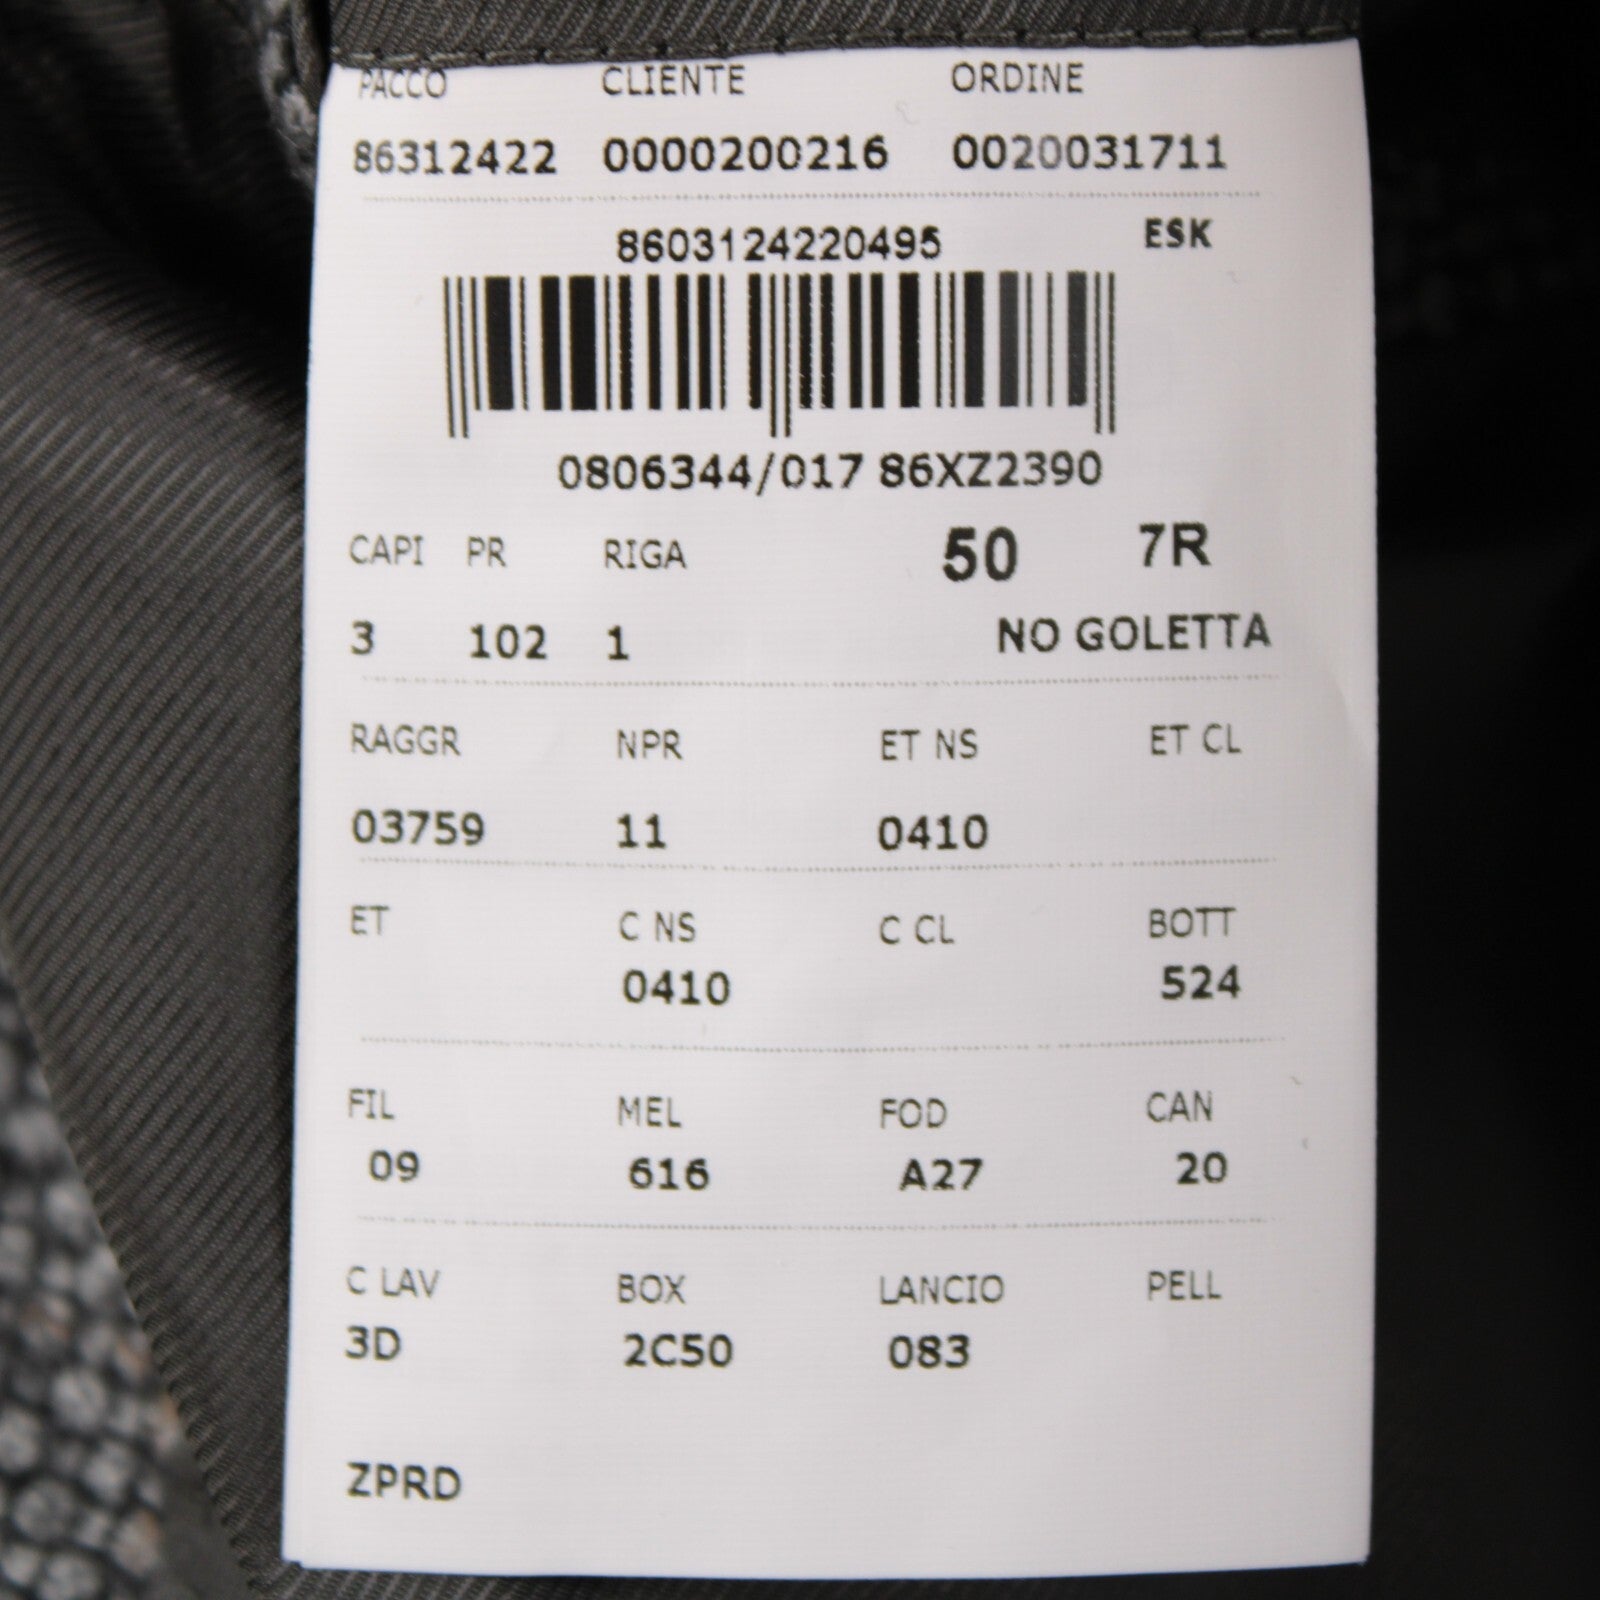 PACCO CLIENTE ORDINE
86312422 0000200216 0020031711
8603124220495 ESK
0806344/017 86XZ2390
CAPI PR RIGA 50 7R
3 102 1 NO GOLETTA
RAGGR NPR ET NS ET CL
03759 11 0410
ET C NS C CL BOTT
0410 524
FIL MEL FOD CAN
09 616 A27 20
C LAV BOX LANCIO PELL
3D 2C50 083
ZPRD